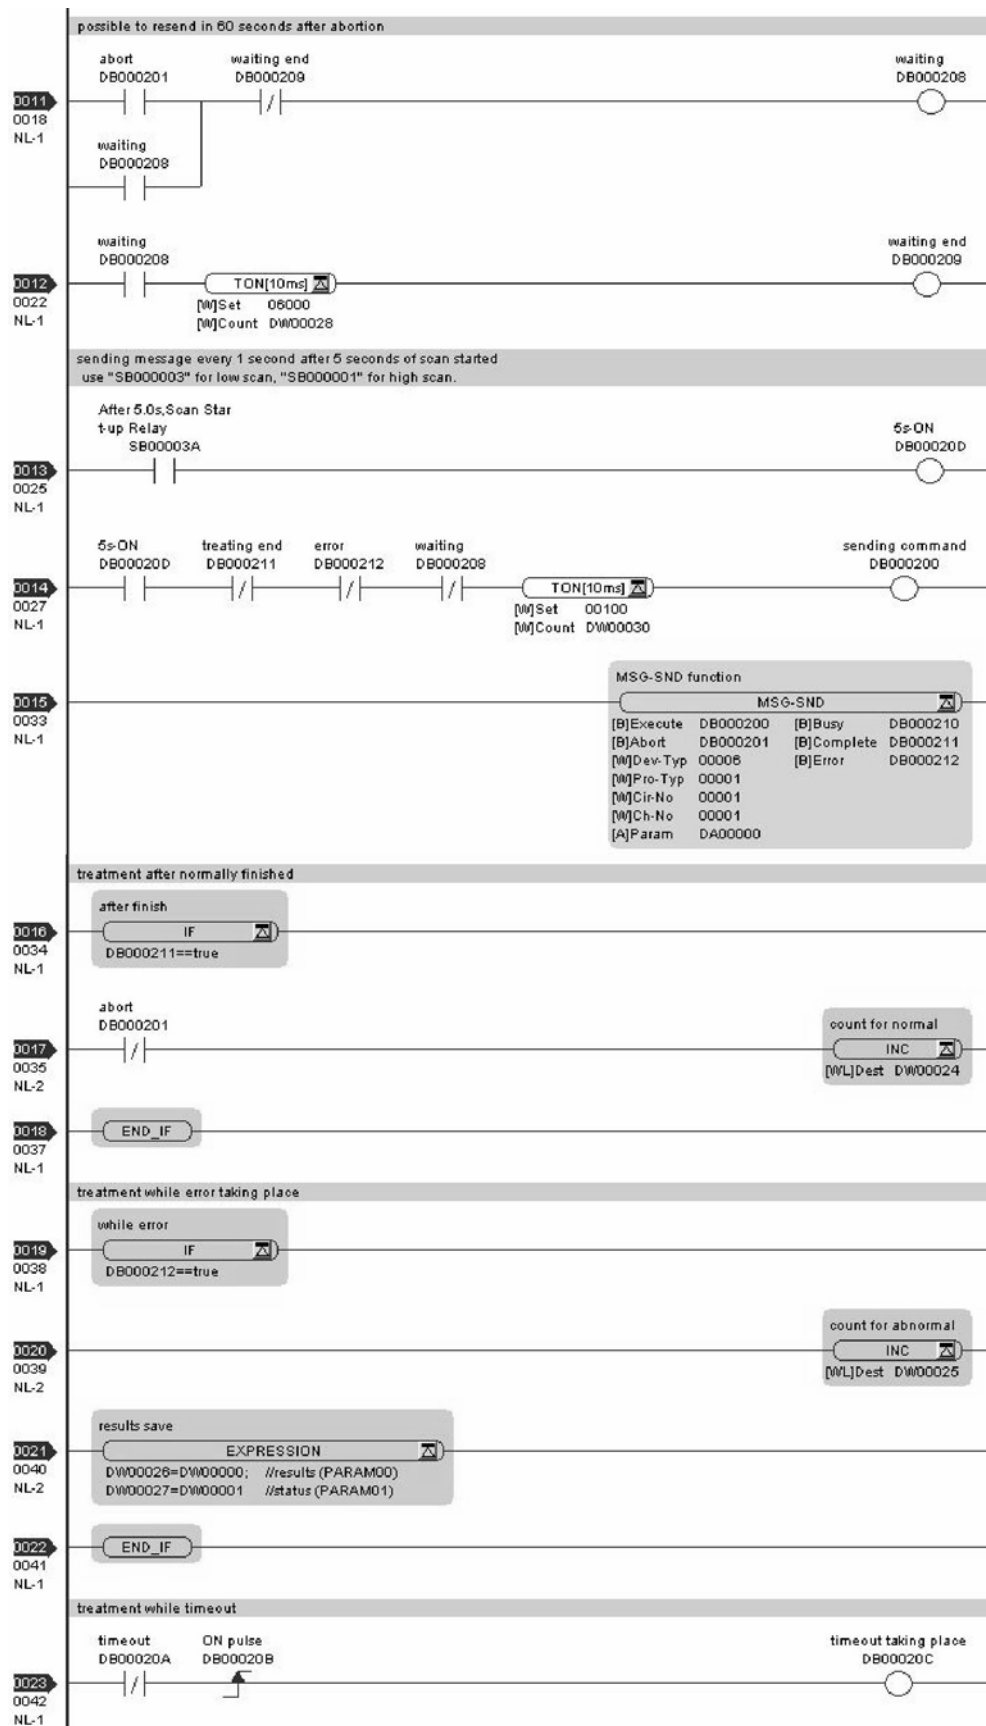 possible to resend in 60 seconds after abortion
abort waiting end waiting
DB000201 DB000209 DB000208
0011
0018
NL-1
waiting
DB000208
waiting waiting end
DB000208 DB000209
0012 TON[10ms]
0022 [W]Set 06000
NL-1 [W]Count DW00028
sending message every 1 second after 5 seconds of scan started
use "SB000003" for low scan, "SB000001" for high scan.
After 5.0s,Scan Star
t-up Relay 5s-ON
SB00003A DB00020D
0013
0025
NL-1
5s-ON treating end error waiting sending command
DB00020D DB000211 DB000212 DB000208 DB000200
0014 TON[10ms]
0027 [W]Set 00100
NL-1 [W]Count DW00030
MSG-SND function
0015 MSG-SND
0033 [B]Execute DB000200 [B]Busy DB000210
NL-1 [B]Abort DB000201 [B]Complete DB000211
[W]Dev-Typ 00006 [B]Error DB000212
[W]Pro-Typ 00001
[W]Cir-No 00001
[W]Ch-No 00001
[A]Param DA00000
treatment after normally finished
after finish
0016 IF
0034 DB000211==true
NL-1
abort
DB000201 count for normal
0017 INC
0035 [WL]Dest DW00024
NL-2
0018 END_IF
0037
NL-1
treatment while error taking place
while error
0019 IF
0038 DB000212==true
NL-1
count for abnormal
0020 INC
0039 [WL]Dest DW00025
NL-2
results save
0021 EXPRESSION
0040 DW00026=DW00000; //results (PARAM00)
NL-2 DW00027=DW00001 //status (PARAM01)
0022 END_IF
0041
NL-1
treatment while timeout
timeout ON pulse timeout taking place
DB00020A DB00020B DB00020C
0023
0042
NL-1